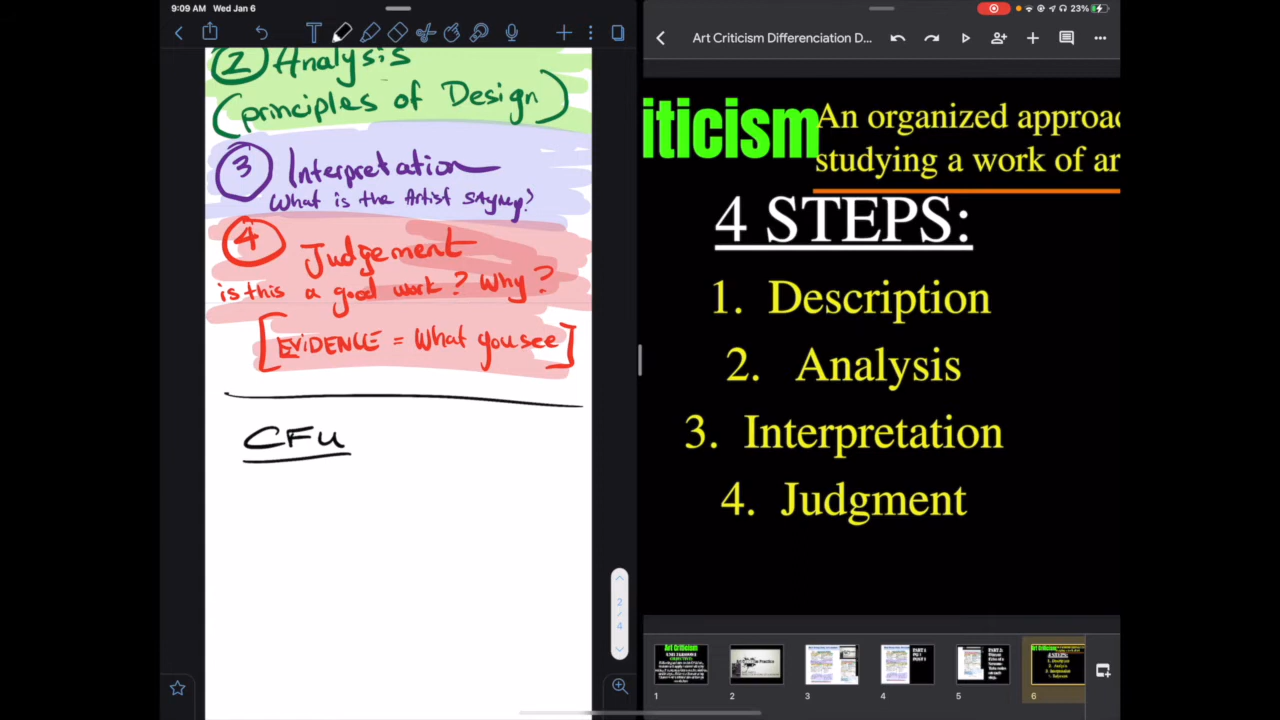 9:09 AM Wed Jan 6
23%
② Analysis
(principles of Design)
③ Interpretation
What is the Artist saying?
④ Judgement
is this a good work? Why?
[EVIDENCE = What you see]
CFU
2
/
4
Art Criticism Differenciation D...
iticism
An organized approac
studying a work of ar
4 STEPS:
1. Description
2. Analysis
3. Interpretation
4. Judgment
1 2 3 4 5 6